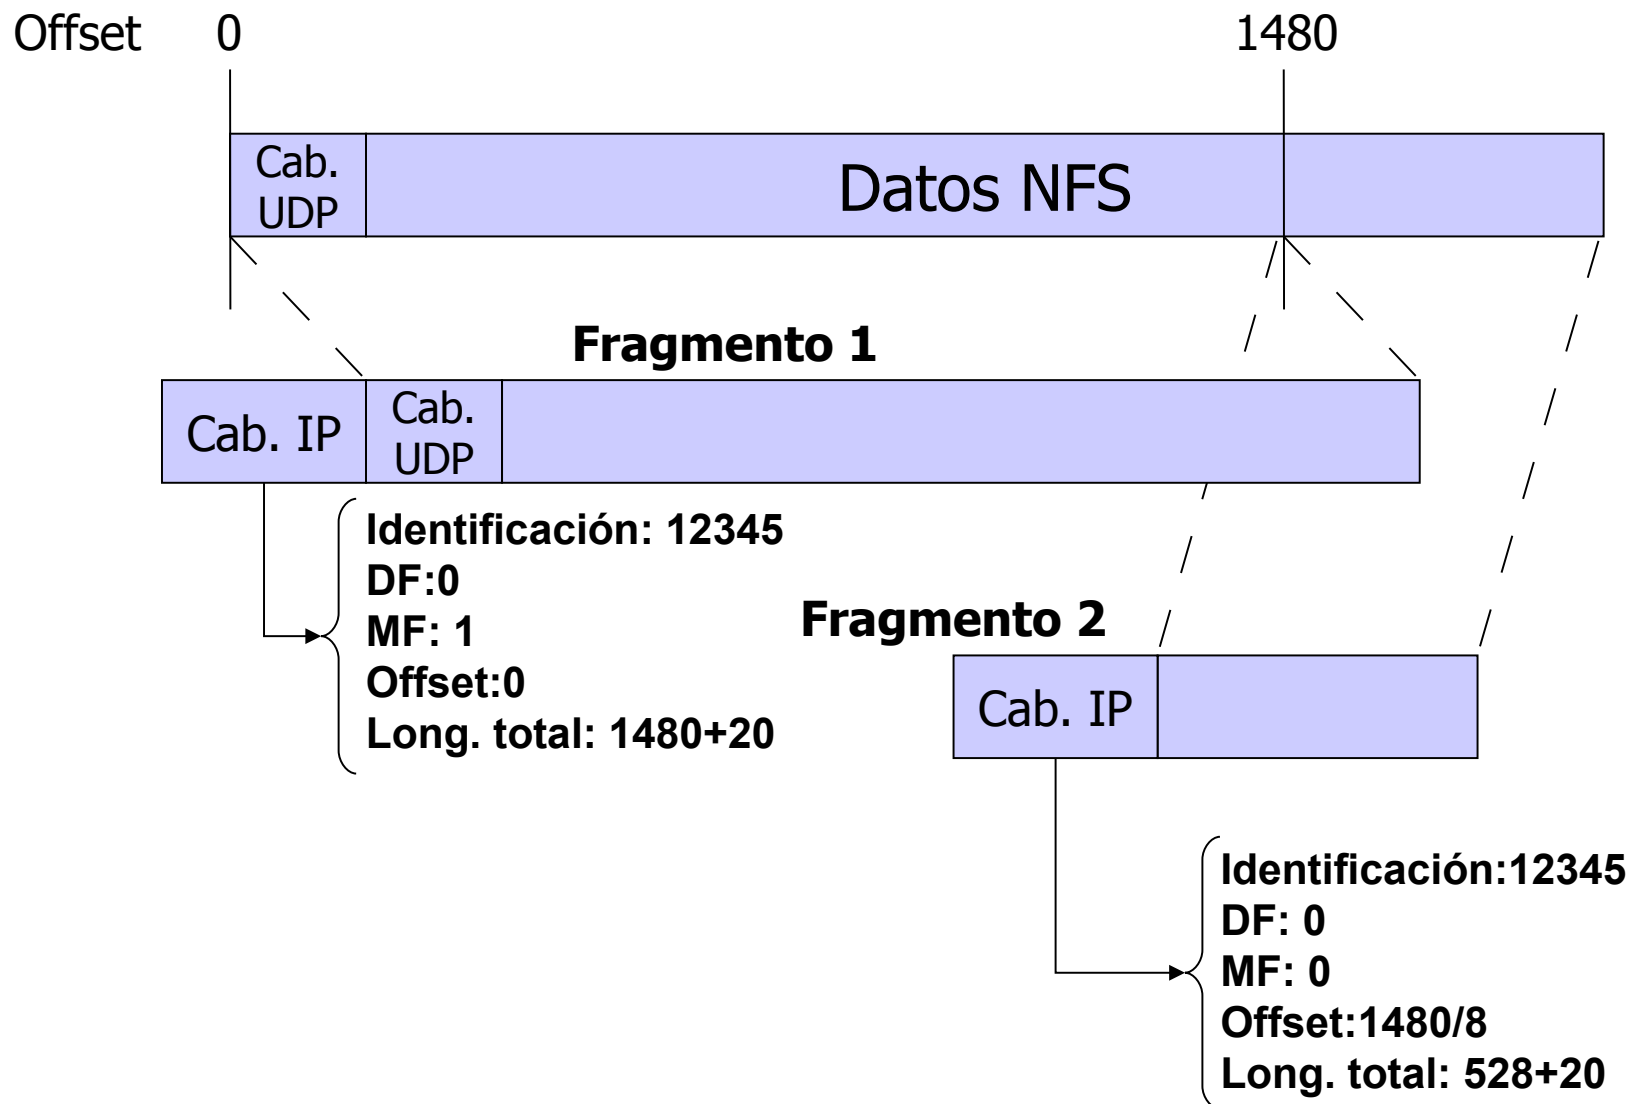 Offset 0 1480
Cab.
UDP
Datos NFS
Fragmento 1
Cab. IP
Cab.
UDP
Identificación: 12345
DF:0
MF: 1
Offset:0
Long. total: 1480+20
Fragmento 2
Cab. IP
Identificación:12345
DF: 0
MF: 0
Offset:1480/8
Long. total: 528+20